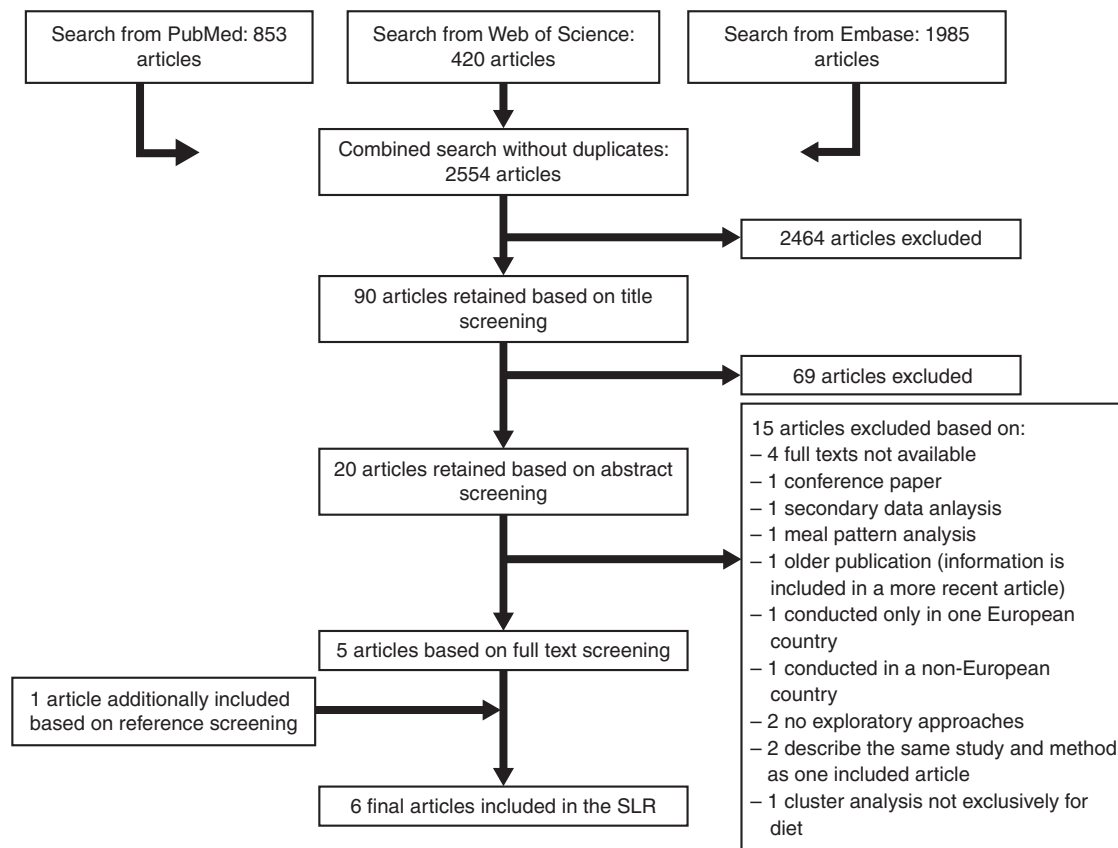 Search from PubMed: 853
articles
Search from Web of Science:
420 articles
Search from Embase: 1985
articles
Combined search without duplicates:
2554 articles
2464 articles excluded
90 articles retained based on title
screening
69 articles excluded
20 articles retained based on abstract
screening
15 articles excluded based on:
– 4 full texts not available
– 1 conference paper
– 1 secondary data anlaysis
– 1 meal pattern analysis
– 1 older publication (information is
included in a more recent article)
– 1 conducted only in one European
country
– 1 conducted in a non-European
country
– 2 no exploratory approaches
– 2 describe the same study and method
as one included article
– 1 cluster analysis not exclusively for
diet
5 articles based on full text screening
1 article additionally included
based on reference screening
6 final articles included in the SLR